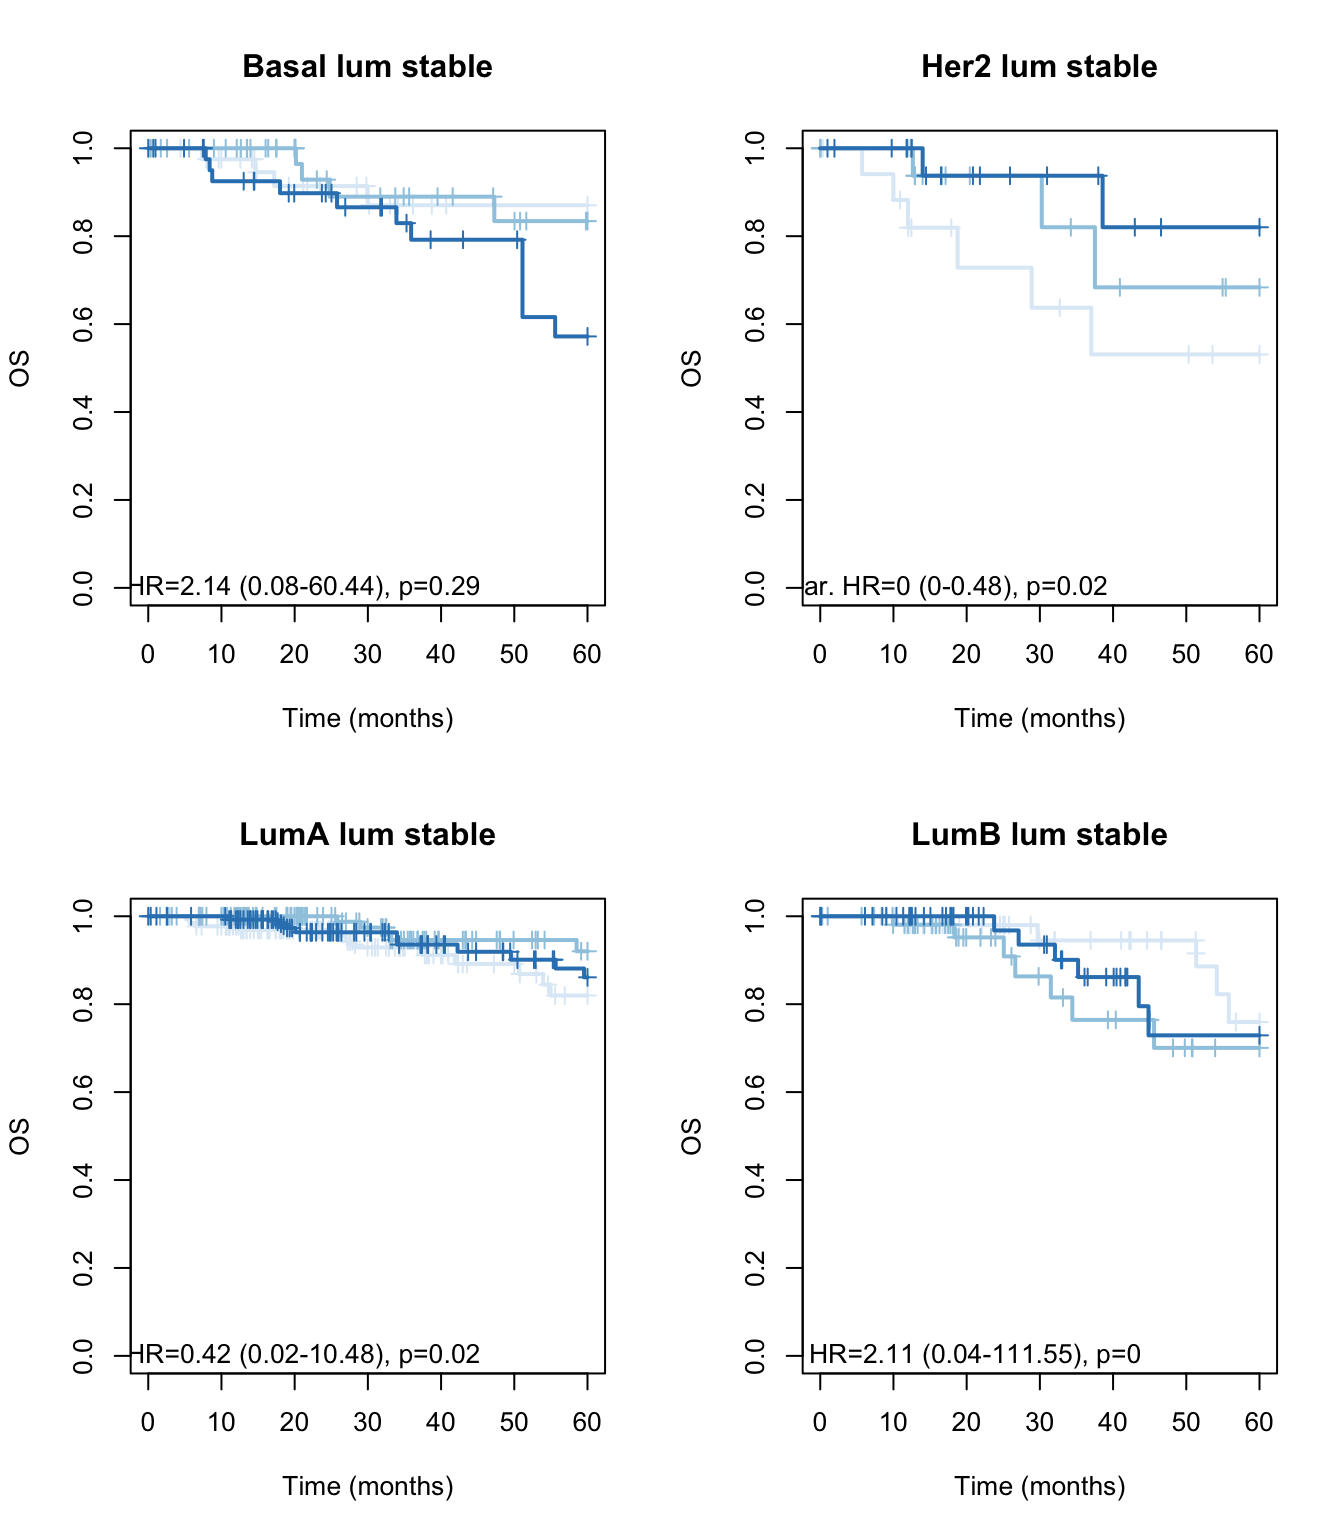 Basal lum stable
OS
1.0
0.8
0.6
0.4
0.2
0.0
HR=2.14 (0.08-60.44), p=0.29
0 10 20 30 40 50 60
Time (months)
Her2 lum stable
OS
1.0
0.8
0.6
0.4
0.2
0.0
ar. HR=0 (0-0.48), p=0.02
0 10 20 30 40 50 60
Time (months)
LumA lum stable
OS
1.0
0.8
0.6
0.4
0.2
0.0
HR=0.42 (0.02-10.48), p=0.02
0 10 20 30 40 50 60
Time (months)
LumB lum stable
OS
1.0
0.8
0.6
0.4
0.2
0.0
HR=2.11 (0.04-111.55), p=0
0 10 20 30 40 50 60
Time (months)